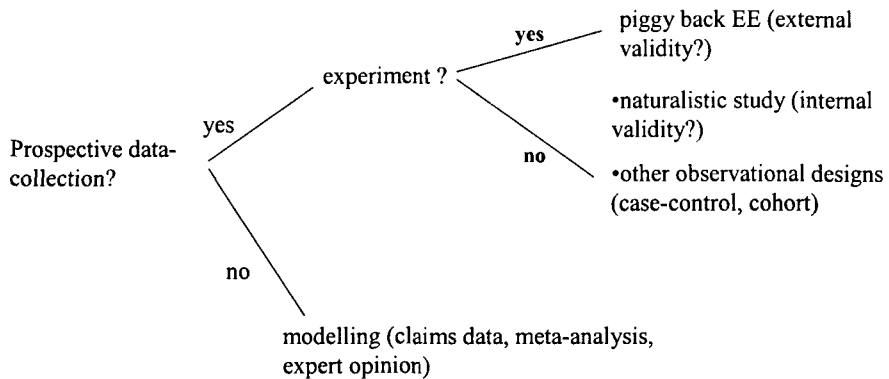 piggy back EE (external
validity?)
yes
experiment ?
•naturalistic study (internal
validity?)
yes
Prospective data-
collection?
no
•other observational designs
(case-control, cohort)
no
modelling (claims data, meta-analysis,
expert opinion)